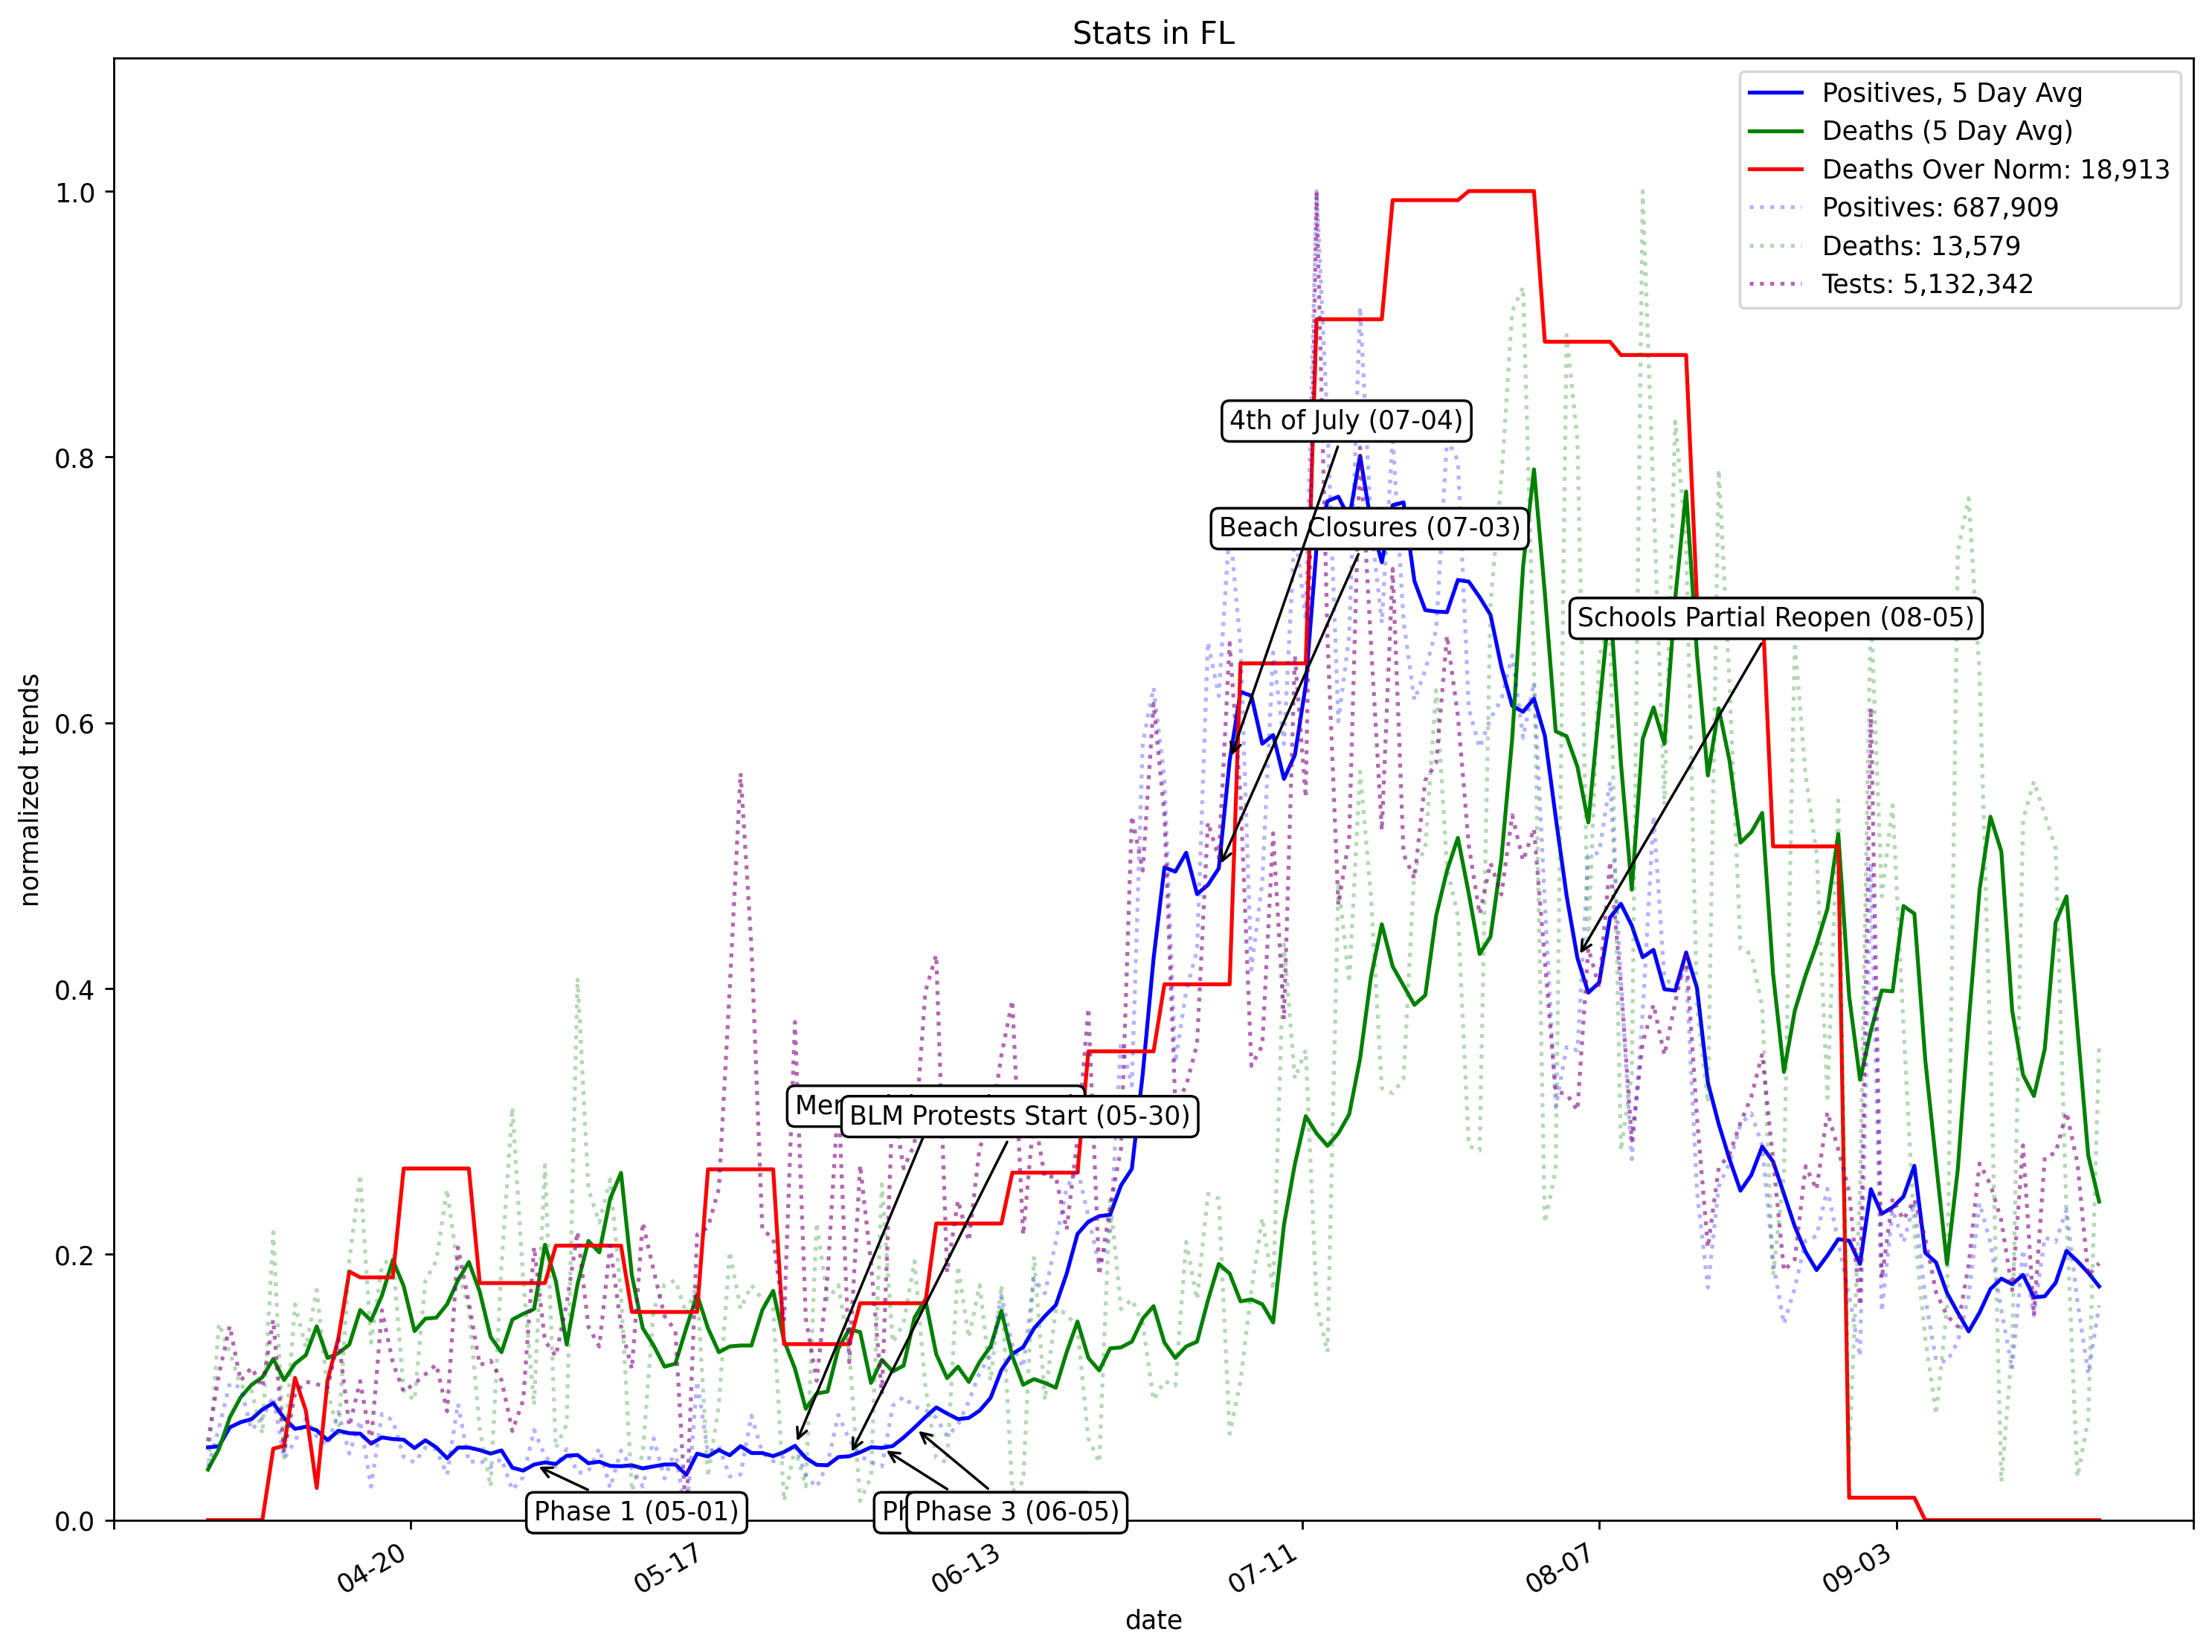 Stats in FL
Positives, 5 Day Avg
Deaths (5 Day Avg)
Deaths Over Norm: 18,913
Positives: 687,909
Deaths: 13,579
Tests: 5,132,342
normalized trends
1.0
0.8
0.6
0.4
0.2
0.0
4th of July (07-04)
Beach Closures (07-03)
Schools Partial Reopen (08-05)
BLM Protests Start (05-30)
Phase 1 (05-01)
Phase 3 (06-05)
04-20
05-17
06-13
07-11
08-07
09-03
date